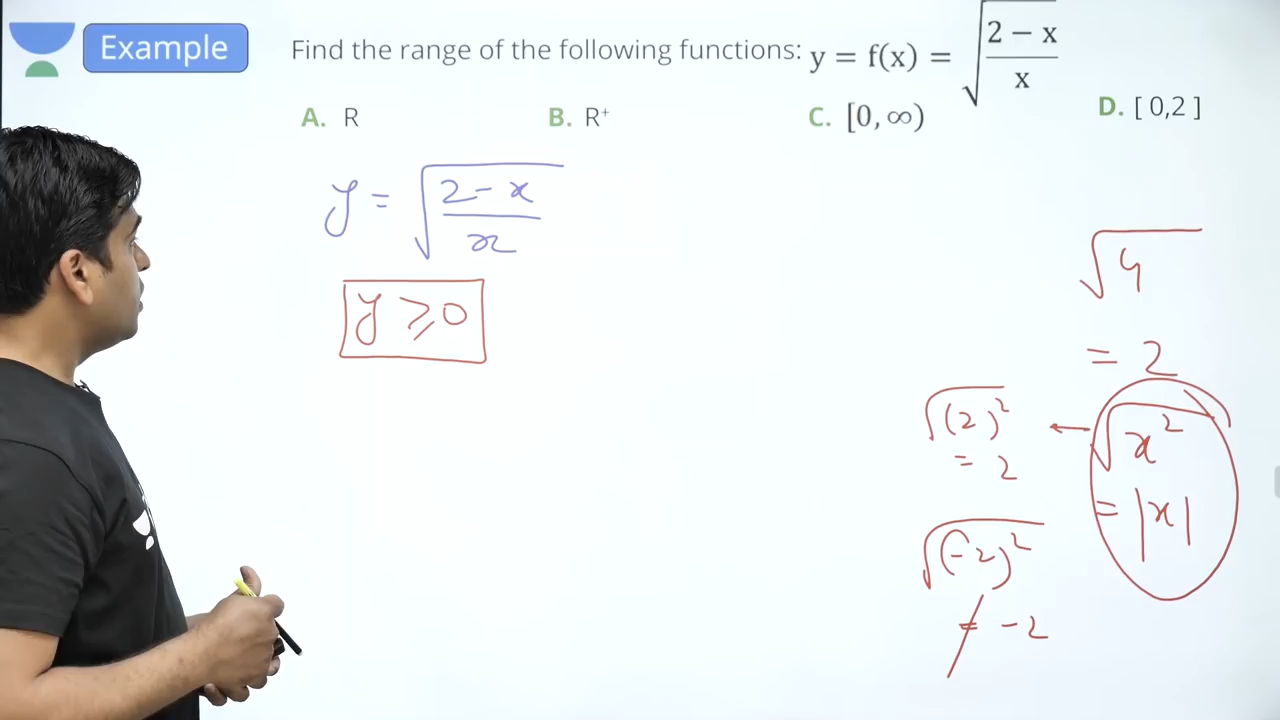 Example
Find the range of the following functions: y = f(x) = √((2 − x)/x)
A. R
B. R⁺
C. [0, ∞)
D. [ 0,2 ]
y = √((2 − x)/x)
y ⩾ 0
√4
= 2
√(x²)
= |x|
←
√((2)²)
= 2
√((-2)²)
≠ -2